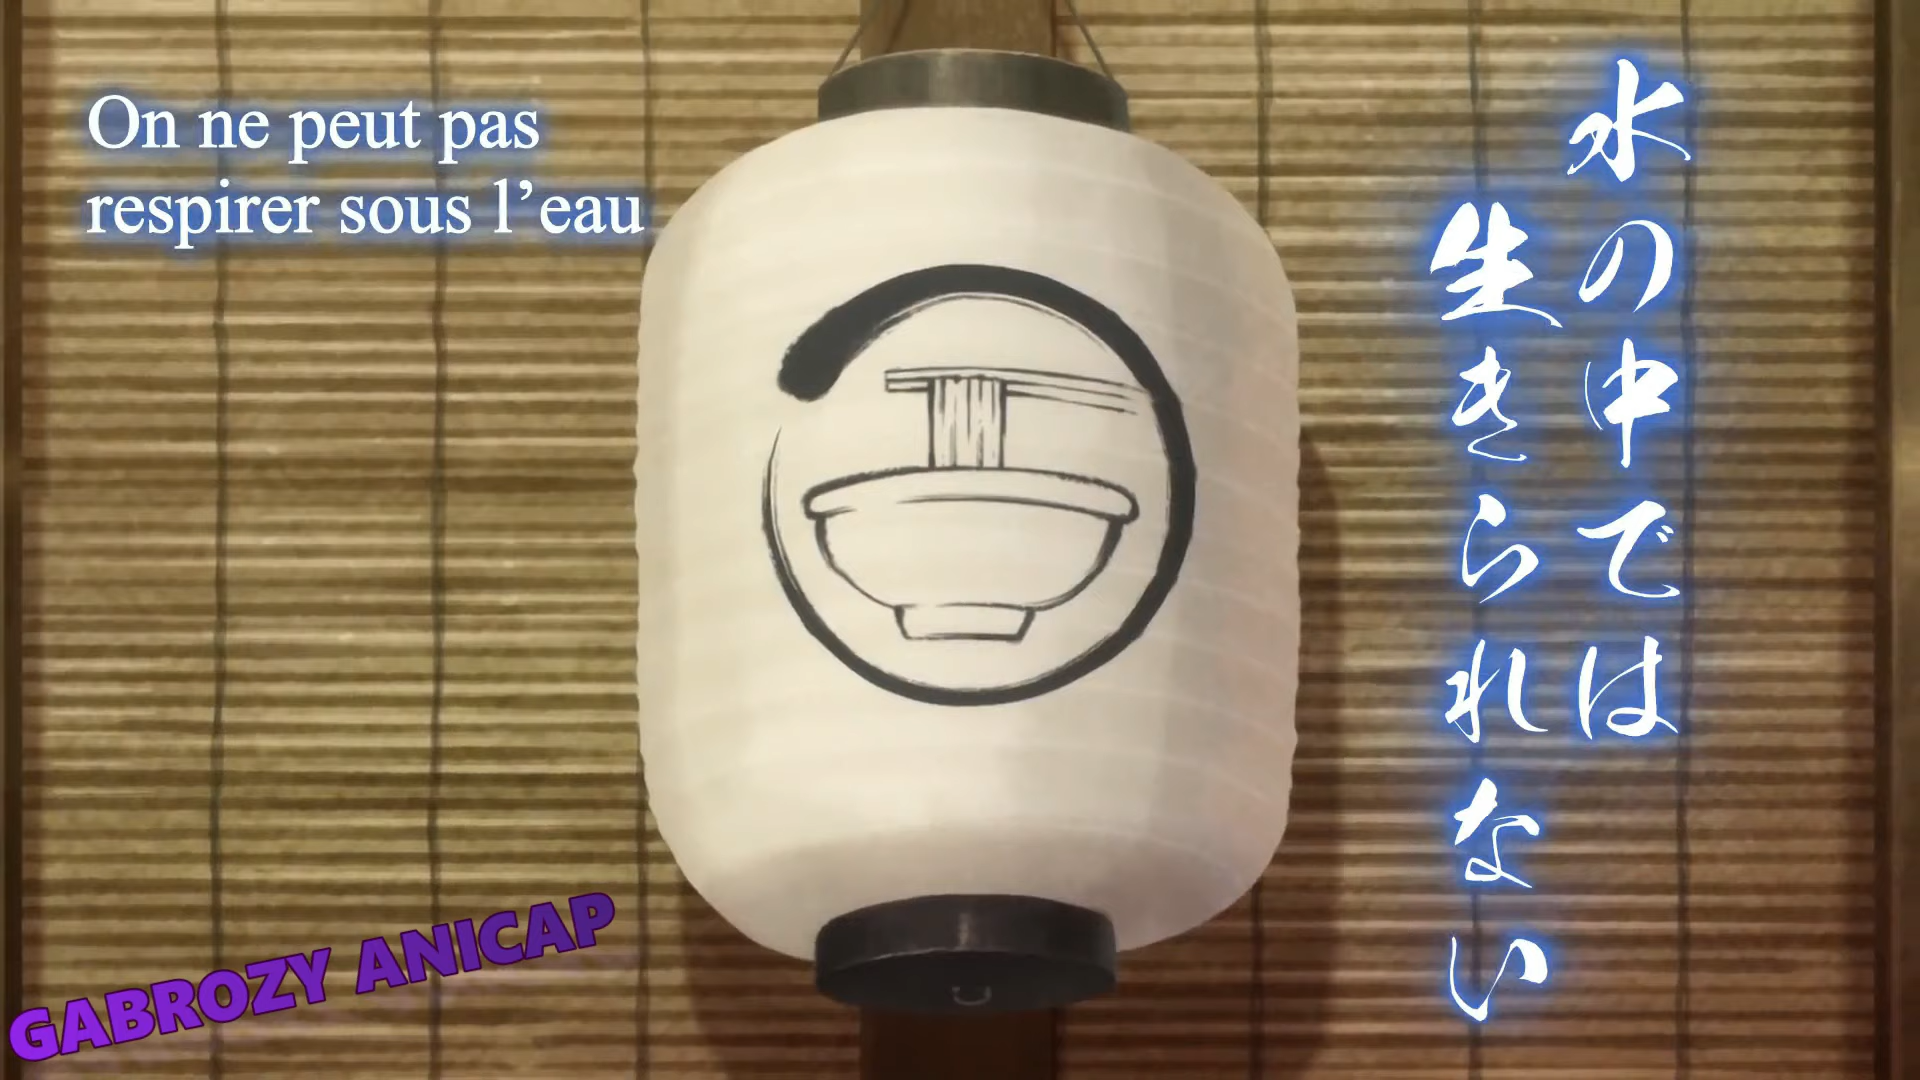 On ne peut pas
respirer sous l’eau
水の中では
生きられない
GABROZY ANICAP